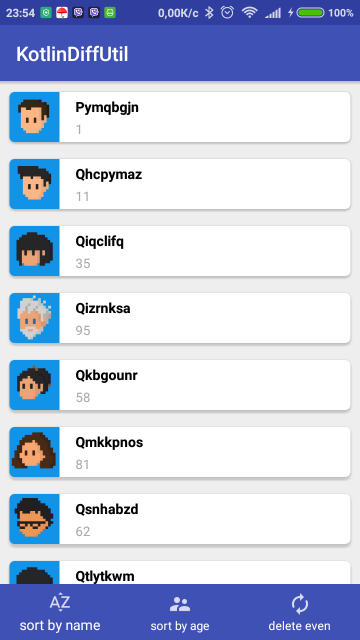 23:54 0,00K/c 100%
KotlinDiffUtil
Pymqbgjn
1
Qhcpymaz
11
Qiqclifq
35
Qizrnksa
95
Qkbgounr
58
Qmkkpnos
81
Qsnhabzd
62
Qtlytkwm
AZ
sort by name sort by age delete even